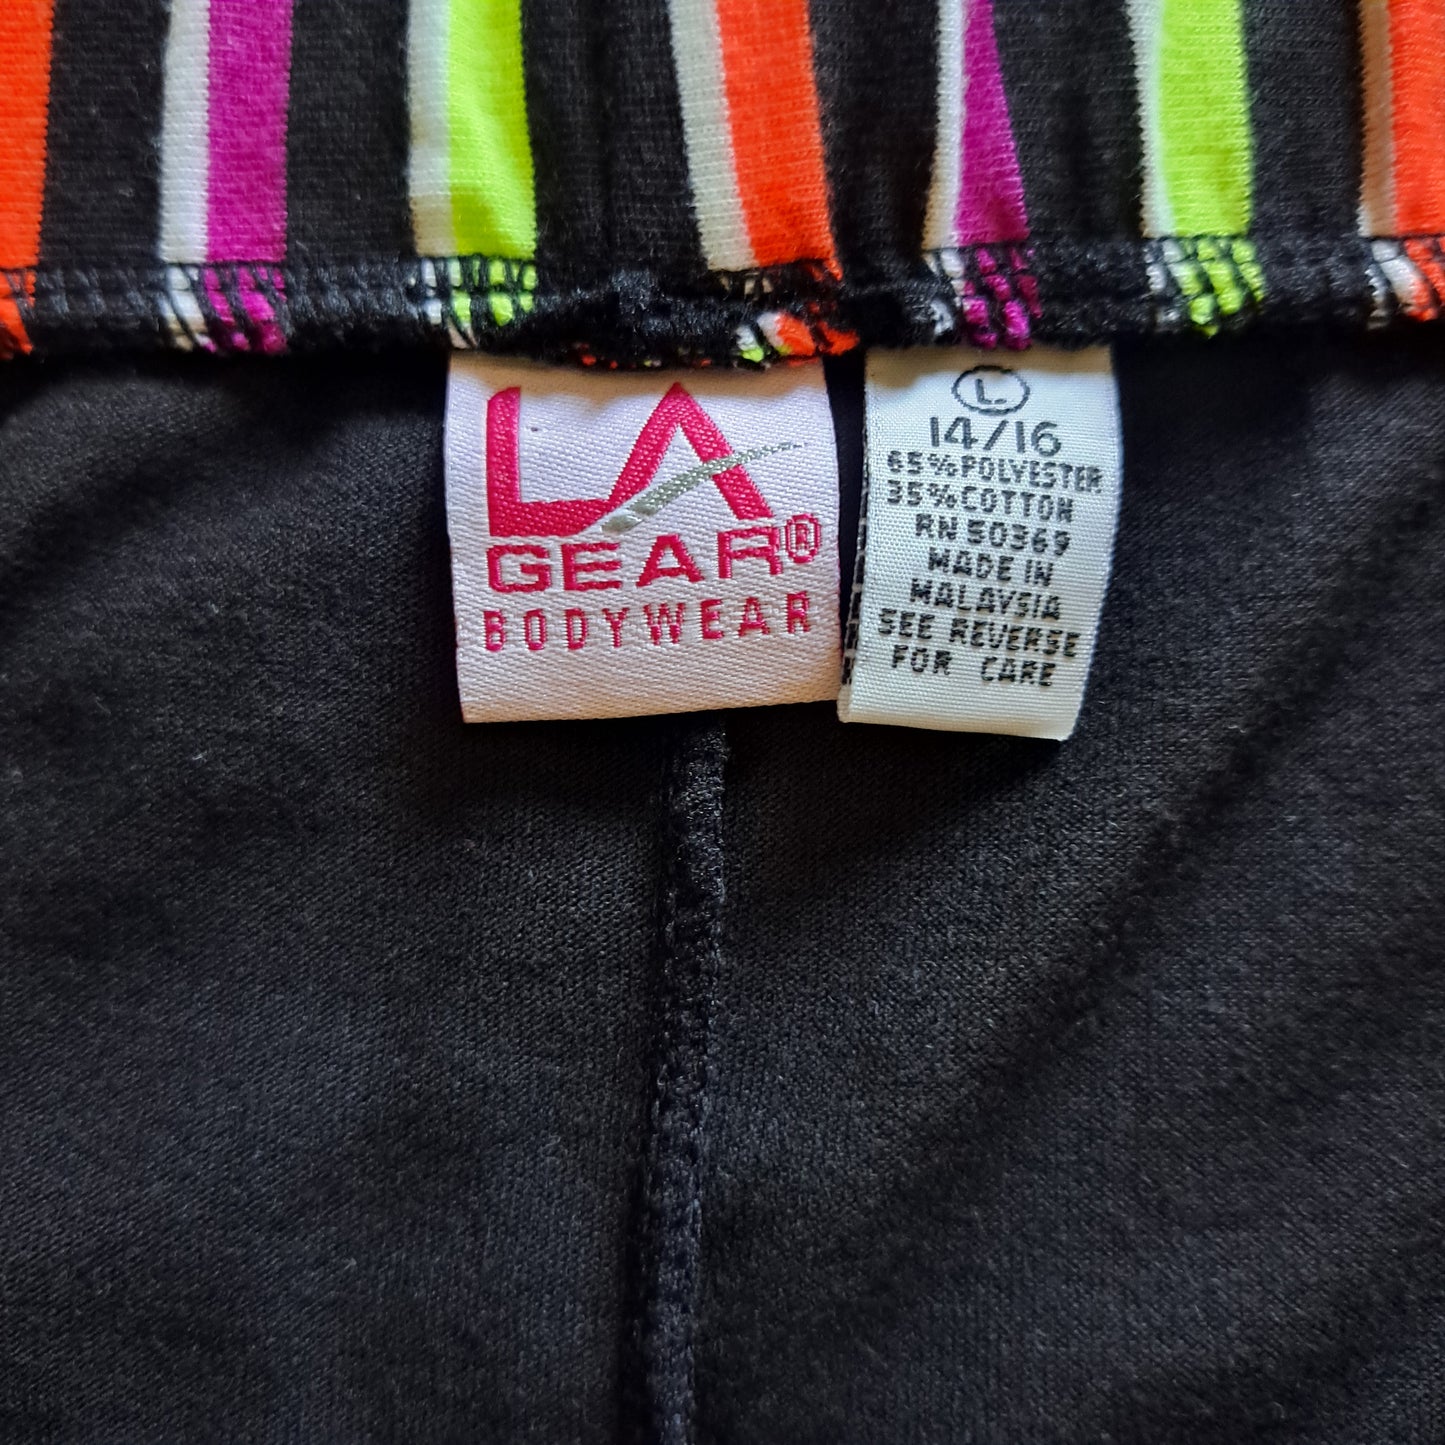 LA
GEAR®
BODYWEAR
L
14/16
65% POLYESTER
35% COTTON
RN 50369
MADE IN
MALAYSIA
SEE REVERSE
FOR CARE